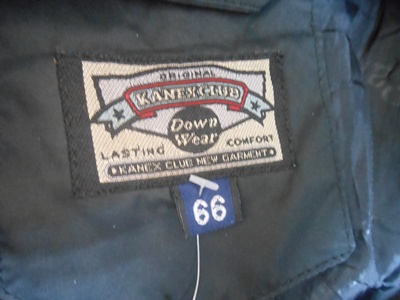 ORIGINAL
KANEX CLUB
Down
Wear
LASTING COMFORT
KANEX CLUB NEW GARMENT
66